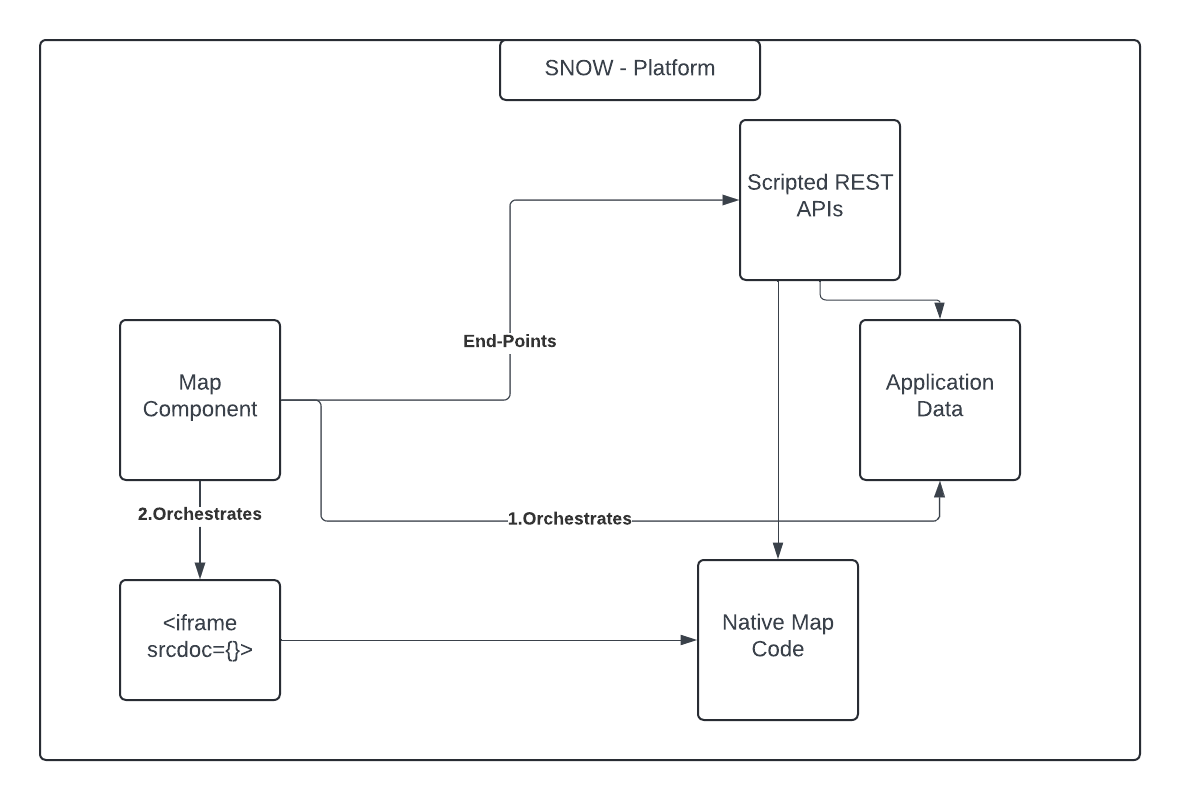 SNOW - Platform
Scripted REST
APIs
End-Points
Map
Component
Application
Data
2.Orchestrates
1.Orchestrates
<iframe
srcdoc={}>
Native Map
Code